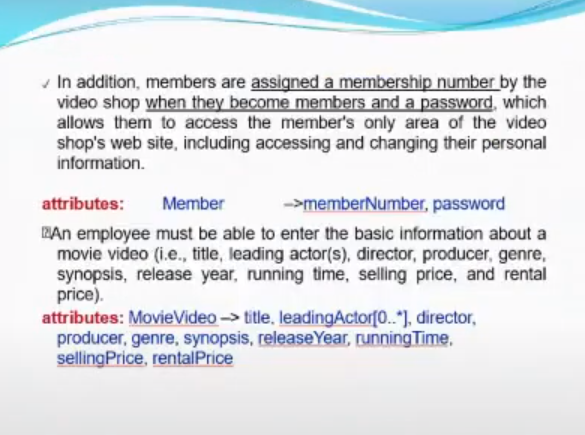 ✓ In addition, members are assigned a membership number by the
video shop when they become members and a password, which
allows them to access the member's only area of the video
shop's web site, including accessing and changing their personal
information.
attributes: Member –>memberNumber, password
⍰An employee must be able to enter the basic information about a
movie video (i.e., title, leading actor(s), director, producer, genre,
synopsis, release year, running time, selling price, and rental
price).
attributes: MovieVideo –> title, leadingActor[0..*], director,
producer, genre, synopsis, releaseYear, runningTime,
sellingPrice, rentalPrice